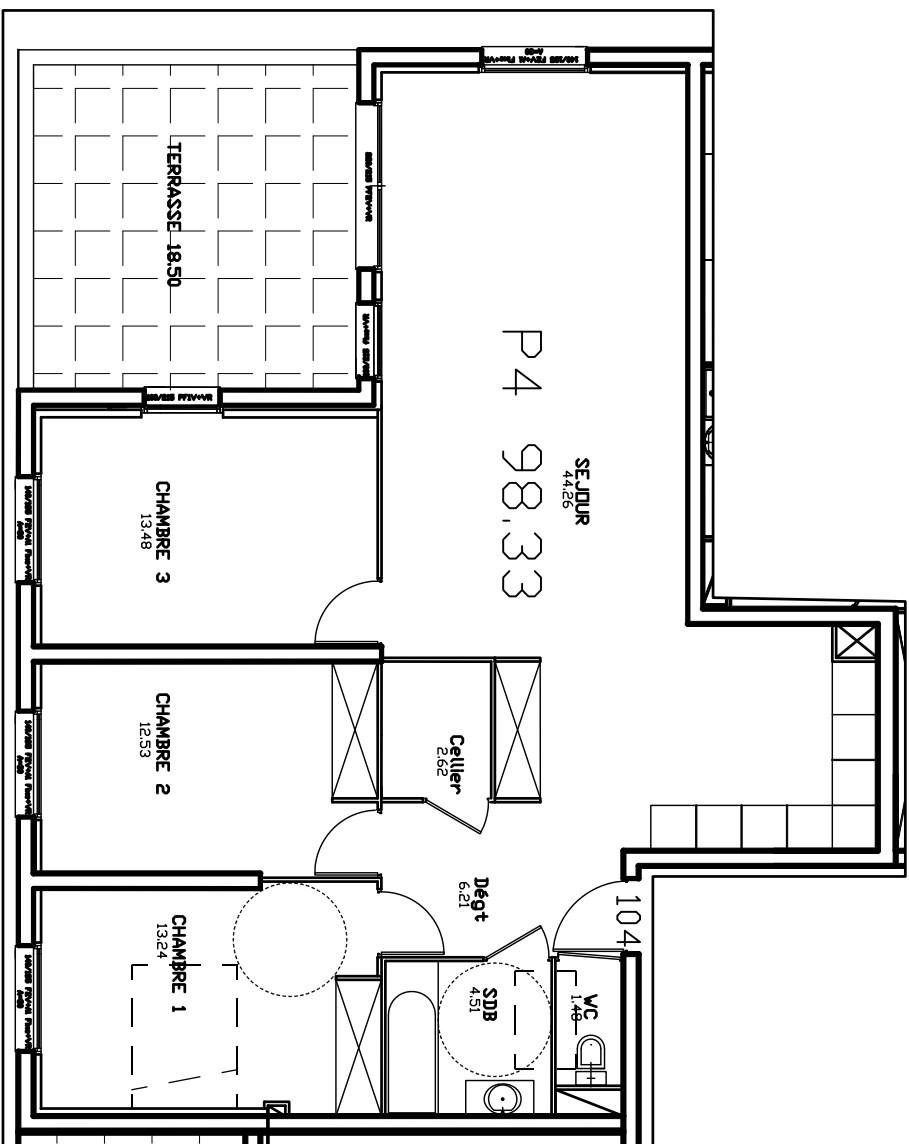 TERRASSE 18.50
P4 98,33
SEJOUR
44.26
CHAMBRE 3
13.48
CHAMBRE 2
12.53
Cellier
2.62
Dégt
6.21
104
CHAMBRE 1
13.24
SDB
4.51
WC
1.48